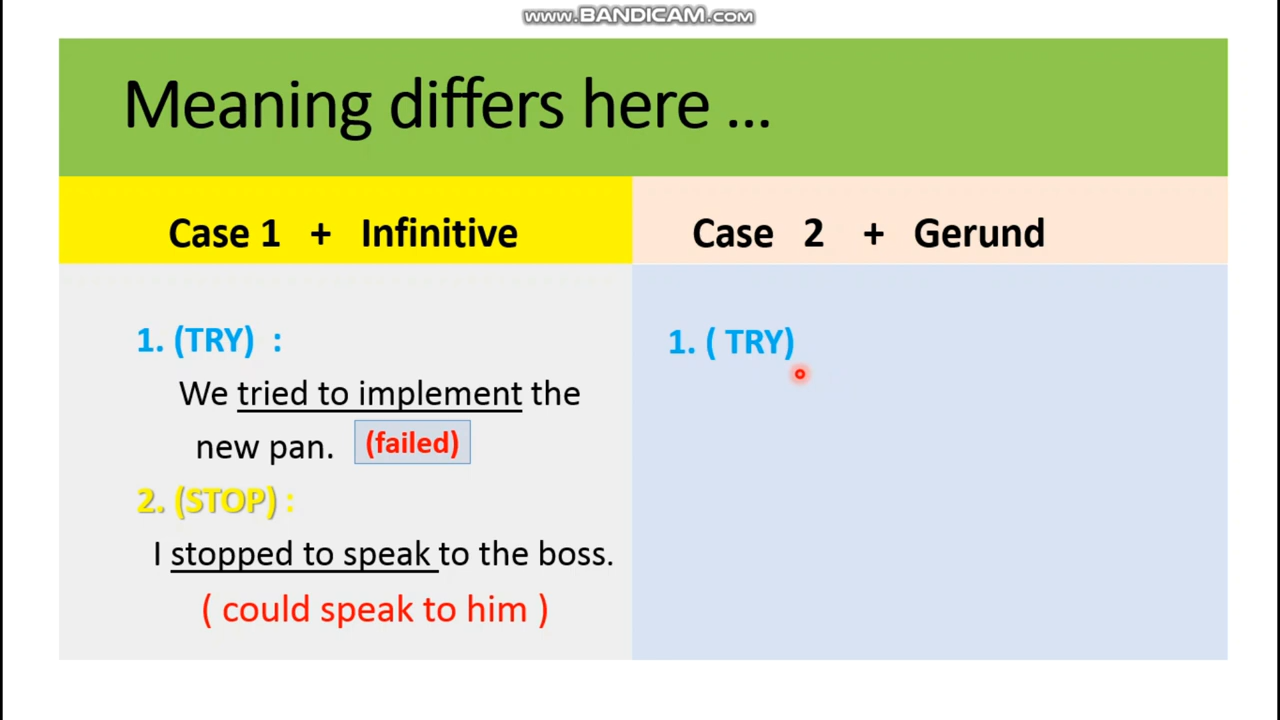 www.BANDICAM.com
Meaning differs here ...
Case 1 + Infinitive
Case 2 + Gerund
1. (TRY) :
We tried to implement the
new pan. (failed)
2. (STOP) :
I stopped to speak to the boss.
( could speak to him )
1. ( TRY)